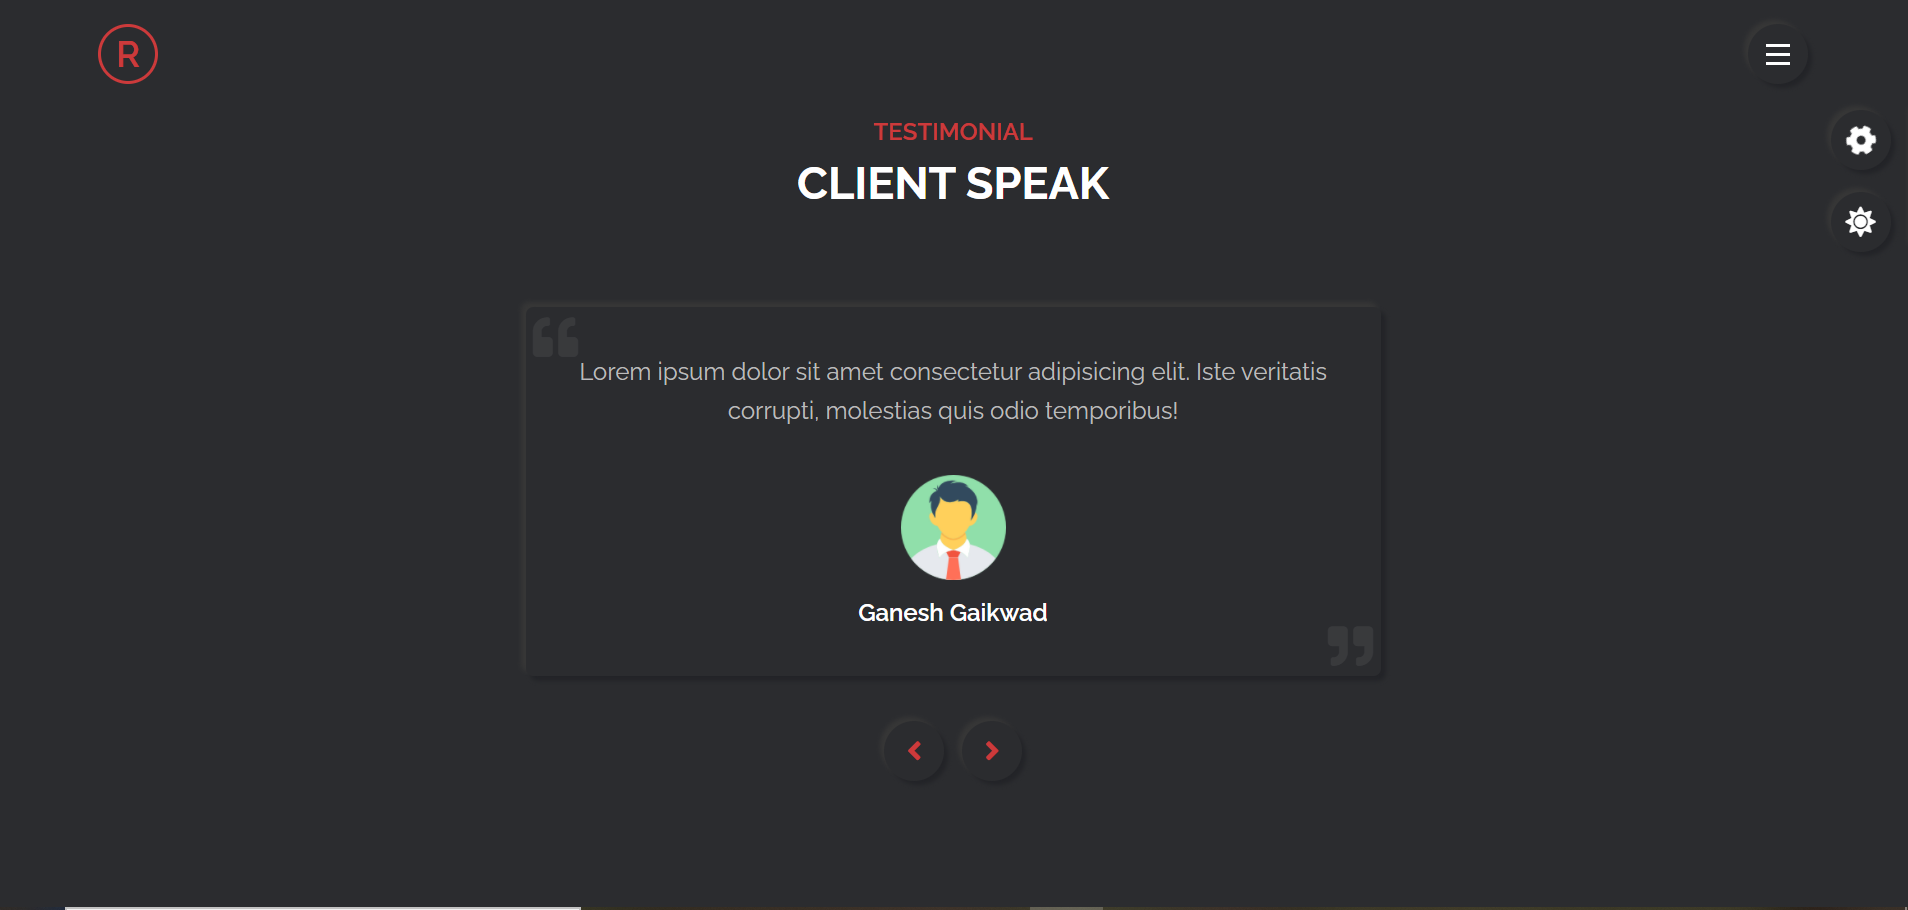 R
TESTIMONIAL
CLIENT SPEAK
“
Lorem ipsum dolor sit amet consectetur adipisicing elit. Iste veritatis
corrupti, molestias quis odio temporibus!
Ganesh Gaikwad
”